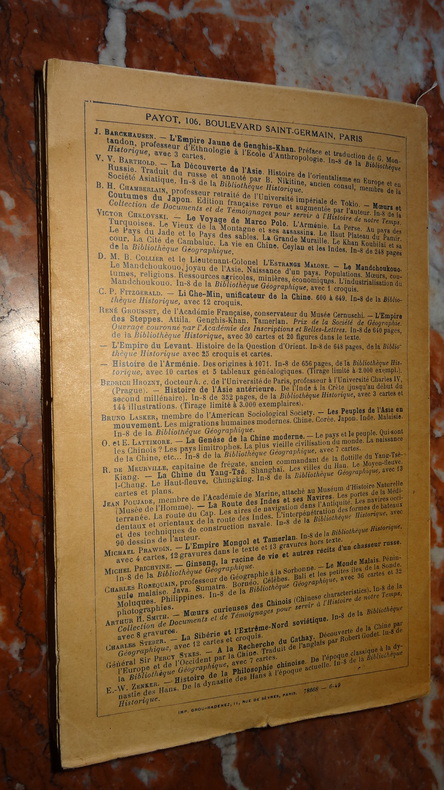 PAYOT, 106, BOULEVARD SAINT-GERMAIN, PARIS
J. BARCKHAUSEN. — L'Empire Jaune de Genghis-Khan. Préface et traduction de G. Mon-
tandon, professeur d'Ethnologie à l'Ecole d'Anthropologie. In-8 de la Bibliothèque
Historique, avec 3 cartes.
V. V. BARTHOLD. — La Découverte de l'Asie. Histoire de l'orientalisme en Europe et en
Russie. Traduit du russe et annoté par B. Nikitine, ancien consul, membre de la
Société Asiatique. In-8 de la Bibliothèque Historique.
B. H. CHAMBERLAIN, professeur retraité de l'Université impériale de Tokio. — Mœurs et
Coutumes du Japon. Edition française revue et augmentée par l'auteur. In-8 de la
Collection de Documents et de Témoignages pour servir à l'Histoire de notre Temps.
VICTOR CHKLOVSKI. — Le Voyage de Marco Polo. L'Arménie. La Perse. Au pays des
Turquoises. Le Vieux de la Montagne et ses assassins. Le Haut Plateau du Pamir.
Le Pays du Jade et le Pays des sables. La Grande Muraille. Le Khan Koubilaï et sa
cour. La Cité de Cambaluc. La vie en Chine. Ceylan et les Indes. In-8 de 248 pages
de la Bibliothèque Géographique.
D. M. B. COLLIER et le Lieutenant-Colonel L'ESTRANGE MALONE. — Le Mandchoukouo.
Le Mandchoukouo, joyau de l'Asie. Naissance d'un pays. Populations. Mœurs, cou-
tumes, religions. Ressources agricoles, minières, économiques. L'industrialisation du
Mandchoukouo. In-8 de la Bibliothèque Géographique, avec 1 croquis.
C. P. FITZGERALD. — Li Che-Min, unificateur de la Chine. 600 à 649. In-8 de la Biblio-
thèque Historique, avec 12 croquis.
RENÉ GROUSSET, de l'Académie Française, conservateur du Musée Cernuschi. — L'Empire
des Steppes. Attila. Genghis-Khan. Tamerlan. Prix de la Société de Géographie.
Ouvrage couronné par l'Académie des Inscriptions et Belles-Lettres. In-8 de 640 pages,
de la Bibliothèque Historique, avec 30 cartes et 20 figures dans le texte.
— L'Empire du Levant. Histoire de la Question d'Orient. In-8 de 648 pages, de la Biblio-
thèque Historique avec 25 croquis et cartes.
— Histoire de l'Arménie. Des origines à 1071. In-8 de 656 pages, de la Bibliothèque His-
torique, avec 10 cartes et 3 tableaux généalogiques. (Tirage limité à 2.000 exempl.).
BEDRICH HROZNY, docteur h. c. de l'Université de Paris, professeur à l'Université Charles IV,
(Prague). — Histoire de l'Asie antérieure. De l'Inde à la Crète (jusqu'au début du
second millénaire). In-8 de 352 pages, de la Bibliothèque Historique, avec 3 cartes et
144 illustrations. (Tirage limité à 3.000 exemplaires).
BRUNO LASKER, membre de l'American Sociological Society. — Les Peuples d'Asie en
mouvement. Les migrations humaines modernes. Chine. Corée. Japon. Inde. Malaisie.
In-8 de la Bibliothèque Géographique.
O. et E. LATTIMORE. — La Genèse de la Chine moderne. — Le pays et le peuple. Qui sont
les Chinois ? Les pays limitrophes. La plus vieille civilisation du monde. La naissance
de la Chine, etc... In-8 de la Bibliothèque Géographique, avec 7 cartes.
R. DE MEURVILLE, capitaine de frégate, ancien commandant de la flottille du Yang-Tsé-
Kiang. — La Chine du Yang-Tsé. Shanghaï. Les villes du Han. Le Moyen-fleuve.
I-Chang. Le Haut-fleuve. Chungking. In-8 de la Bibliothèque Géographique, avec 13
cartes et plans.
JEAN POUJADE, membre de l'Académie de Marine, attaché au Muséum d'Histoire Naturelle
(Musée de l'Homme). — La Route des Indes et ses Navires. Les portes de la Médi-
terranée. La route du Cap. Les aires de navigation dans l'Antiquité. Les navires occi-
dentaux et orientaux de la route des Indes. L'interpénétration des formes de bateaux
et des techniques de construction navale. In-8 de la Bibliothèque Historique, avec
90 dessins de l'auteur.
MICHAEL PRAWDIN. — L'Empire Mongol et Tamerlan. In-8 de la Bibliothèque Historique,
avec 4 cartes, 12 gravures dans le texte et 13 gravures hors texte.
MICHEL PRICHVINE. — Ginseng, la racine de vie et autres récits d'un chasseur russe.
In-8 de la Bibliothèque Géographique.
CHARLES ROBEQUAIN, professeur de Géographie à la Sorbonne. — Le Monde Malais. Pénin-
sule malaise. Java. Sumatra. Bornéo. Célèbes. Bali et les petites îles de la Sonde.
Moluques. Philippines. In-8 de la Bibliothèque Géographique, avec 36 cartes et 32
photographies.
ARTHUR H. SMITH. — Mœurs curieuses des Chinois (Chinese characteristics). In-8 de la
Collection de Documents et de Témoignages pour servir à l'Histoire de notre Temps,
avec 8 gravures.
CHARLES STEBER. — La Sibérie et l'Extrême-Nord soviétique. In-8 de la Bibliothèque
Géographique, avec 12 cartes et croquis.
Général Sir PERCY SYKES. — A la Recherche du Cathay. Découverte de la Chine par
l'Europe et de l'Occident par la Chine. Traduit de l'anglais par Robert Godet. In-8 de
la Bibliothèque Géographique, avec 7 cartes.
E.-W. ZENKER. — Histoire de la Philosophie chinoise. De l'époque classique à la dy-
nastie des Hans. De la dynastie des Hans à l'époque actuelle. In-8 de la Bibliothèque
Historique.
IMP. CROUTZET, 11, RUE DE RENNES, PARIS.